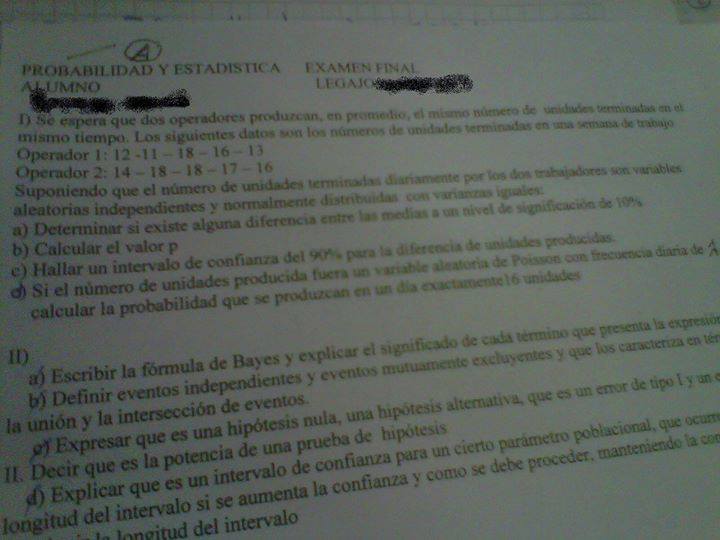 A
PROBABILIDAD Y ESTADISTICA EXAMEN FINAL
ALUMNO LEGAJO
I) Se espera que dos operadores produzcan, en promedio, el mismo número de unidades terminadas en el
mismo tiempo. Los siguientes datos son los números de unidades terminadas en una semana de trabajo
Operador 1: 12 -11 – 18 – 16 – 13
Operador 2: 14 – 18 – 18 – 17 – 16
Suponiendo que el número de unidades terminadas diariamente por los dos trabajadores son variables
aleatorias independientes y normalmente distribuidas con varianzas iguales:
a) Determinar si existe alguna diferencia entre las medias a un nivel de significación de 10%
b) Calcular el valor p
c) Hallar un intervalo de confianza del 90% para la diferencia de unidades producidas.
d) Si el número de unidades producida fuera un variable aleatoria de Poisson con frecuencia diaria de
calcular la probabilidad que se produzcan en un día exactamente16 unidades
II)
a) Escribir la fórmula de Bayes y explicar el significado de cada término que presenta la expresión
b) Definir eventos independientes y eventos mutuamente excluyentes y que los caracteriza en
la unión y la intersección de eventos.
c) Expresar que es una hipótesis nula, una hipótesis alternativa, que es un error de tipo I y un
II. Decir que es la potencia de una prueba de hipótesis
d) Explicar que es un intervalo de confianza para un cierto parámetro poblacional, que
longitud del intervalo si se aumenta la confianza y como se debe proceder, manteniendo la
la longitud del intervalo